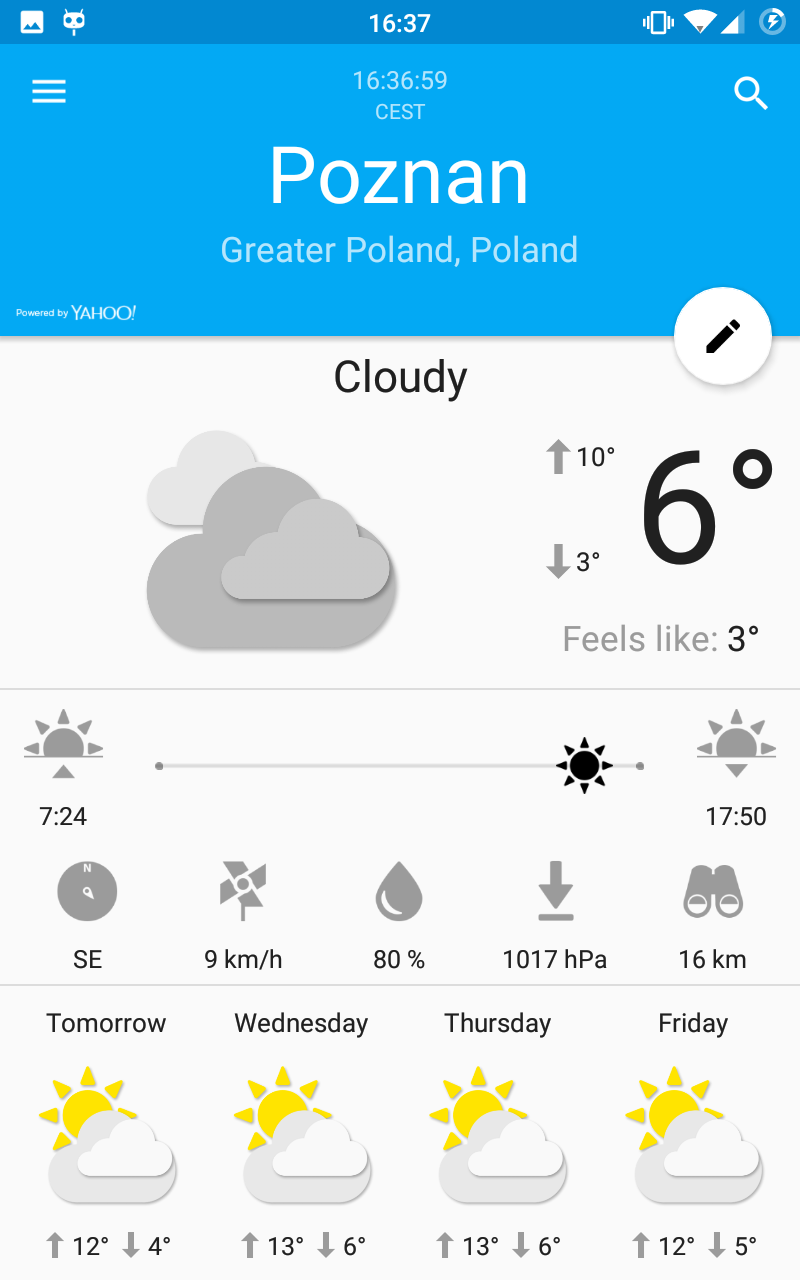 16:37
16:36:59
CEST
Poznan
Greater Poland, Poland
Powered by YAHOO!
Cloudy
10°
6°
3°
Feels like: 3°
7:24
17:50
N
SE
9 km/h
80 %
1017 hPa
16 km
Tomorrow
Wednesday
Thursday
Friday
12° 4°
13° 6°
13° 6°
12° 5°